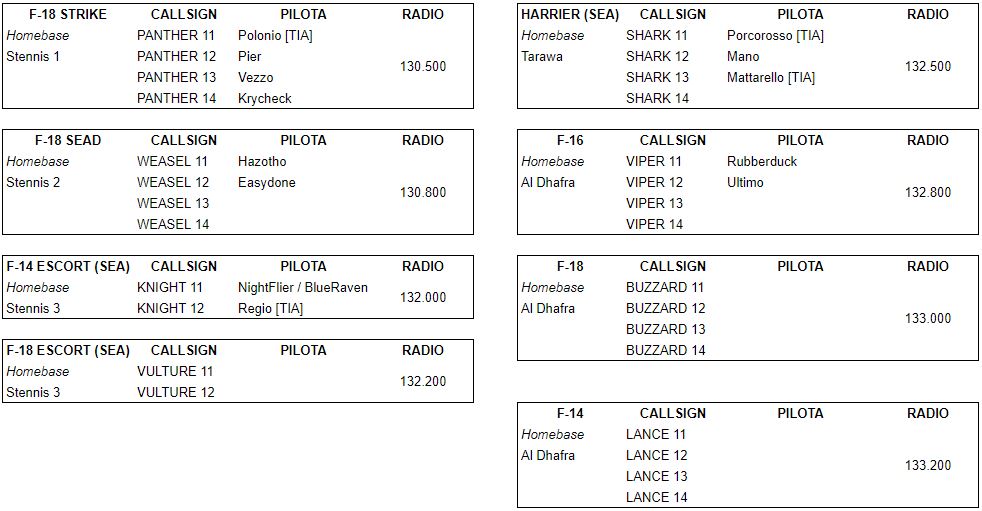 F-18 STRIKE CALLSIGN PILOTA RADIO
Homebase PANTHER 11 Polonio [TIA]
Stennis 1 PANTHER 12 Pier
130.500
PANTHER 13 Vezzo
PANTHER 14 Krycheck
F-18 SEAD CALLSIGN PILOTA RADIO
Homebase WEASEL 11 Hazotho
Stennis 2 WEASEL 12 Easydone
130.800
WEASEL 13
WEASEL 14
F-14 ESCORT (SEA) CALLSIGN PILOTA RADIO
Homebase KNIGHT 11 NightFlier / BlueRaven
132.000
Stennis 3 KNIGHT 12 Regio [TIA]
F-18 ESCORT (SEA) CALLSIGN PILOTA RADIO
Homebase VULTURE 11
132.200
Stennis 3 VULTURE 12
HARRIER (SEA) CALLSIGN PILOTA RADIO
Homebase SHARK 11 Porcorosso [TIA]
Tarawa SHARK 12 Mano
132.500
SHARK 13 Mattarello [TIA]
SHARK 14
F-16 CALLSIGN PILOTA RADIO
Homebase VIPER 11 Rubberduck
Al Dhafra VIPER 12 Ultimo
132.800
VIPER 13
VIPER 14
F-18 CALLSIGN PILOTA RADIO
Homebase BUZZARD 11
Al Dhafra BUZZARD 12
133.000
BUZZARD 13
BUZZARD 14
F-14 CALLSIGN PILOTA RADIO
Homebase LANCE 11
Al Dhafra LANCE 12
133.200
LANCE 13
LANCE 14